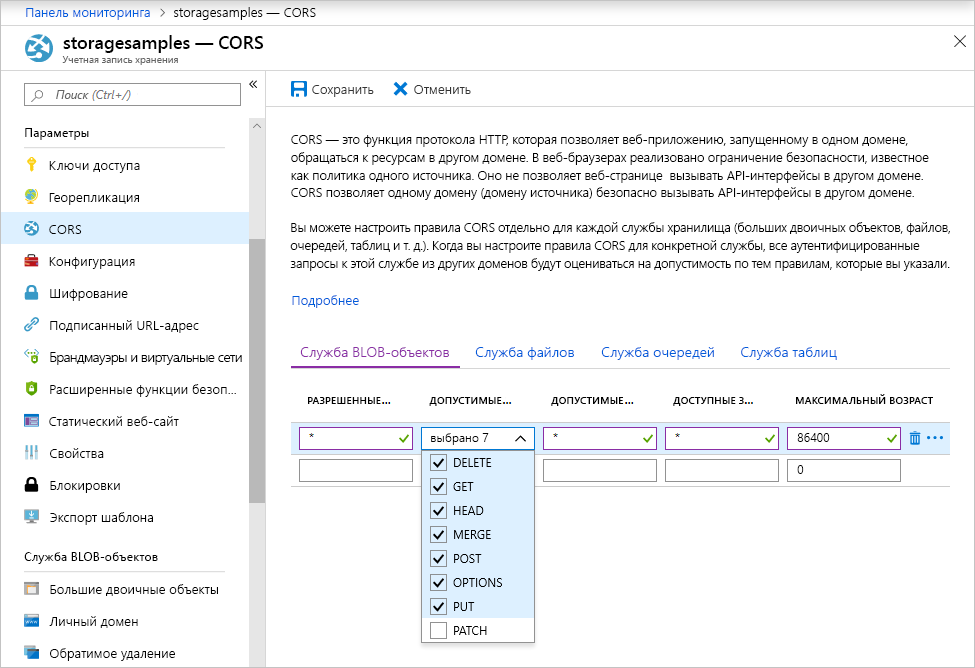 Панель мониторинга > storagesamples — CORS
storagesamples — CORS
Учетная запись хранения
Поиск (Ctrl+/)
«
Параметры
Ключи доступа
Георепликация
CORS
Конфигурация
Шифрование
Подписанный URL-адрес
Брандмауэры и виртуальные сети
Расширенные функции безоп...
Статический веб-сайт
Свойства
Блокировки
Экспорт шаблона
Служба BLOB-объектов
Большие двоичные объекты
Личный домен
Обратимое удаление
Сохранить
Отменить
CORS — это функция протокола HTTP, которая позволяет веб-приложению, запущенному в одном домене,
обращаться к ресурсам в другом домене. В веб-браузерах реализовано ограничение безопасности, известное
как политика одного источника. Оно не позволяет веб-странице вызывать API-интерфейсы в другом домене.
CORS позволяет одному домену (домену источника) безопасно вызывать API-интерфейсы в другом домене.
Вы можете настроить правила CORS отдельно для каждой службы хранилища (больших двоичных объектов, файлов,
очередей, таблиц и т. д.). Когда вы настроите правила CORS для конкретной службы, все аутентифицированные
запросы к этой службе из других доменов будут оцениваться на допустимость по тем правилам, которые вы указали.
Подробнее
Служба BLOB-объектов Служба файлов Служба очередей Служба таблиц
РАЗРЕШЕННЫЕ... ДОПУСТИМЫЕ... ДОПУСТИМЫЕ... ДОСТУПНЫЕ З... МАКСИМАЛЬНЫЙ ВОЗРАСТ
* выбрано 7 * * 86400
0
DELETE
GET
HEAD
MERGE
POST
OPTIONS
PUT
PATCH